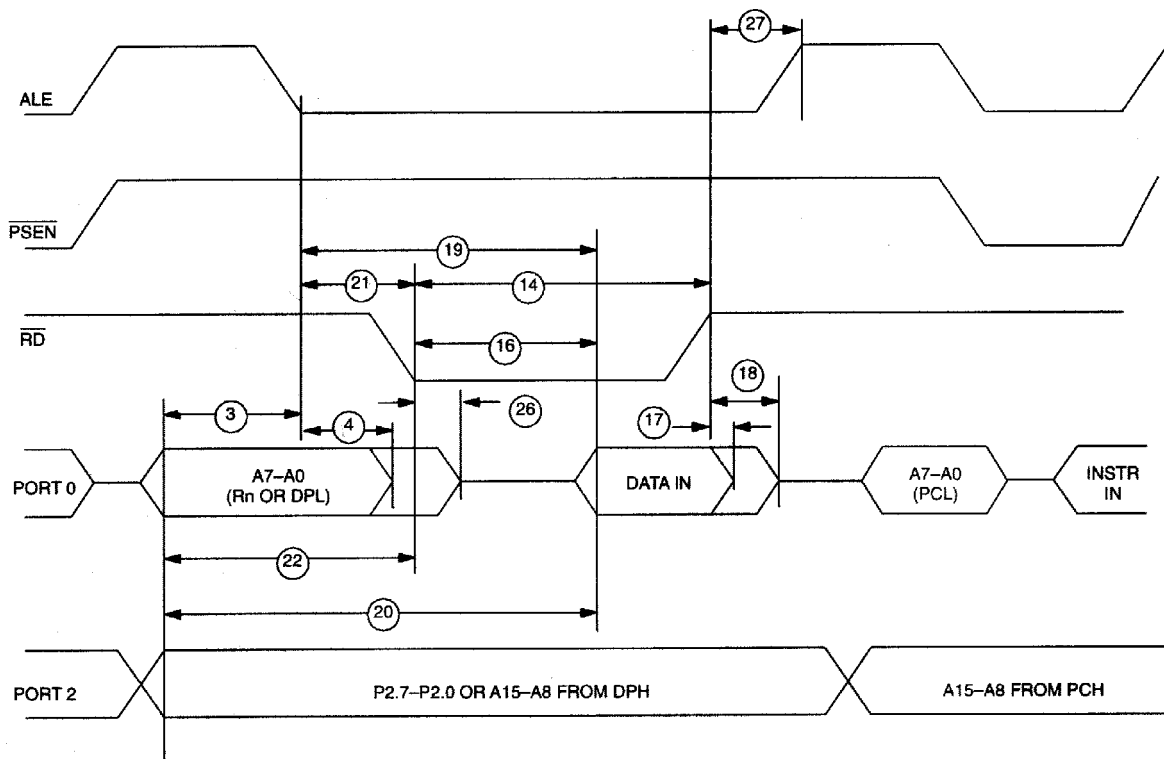 27
ALE
PSEN
19
21
14
RD
16
18
3
4
26
17
PORT 0
A7–A0
(Rn OR DPL)
DATA IN
A7–A0
(PCL)
INSTR
IN
22
20
PORT 2
P2.7–P2.0 OR A15–A8 FROM DPH
A15–A8 FROM PCH